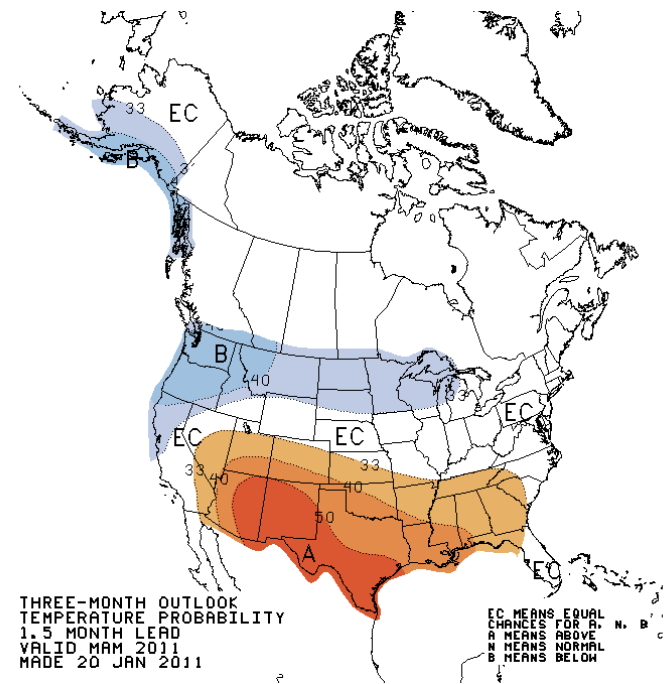 33
EC
B
43
B
40
33
EC
EC
EC
33
33
40
40
50
A
EC
THREE-MONTH OUTLOOK
TEMPERATURE PROBABILITY
1.5 MONTH LEAD
VALID MAM 2011
MADE 20 JAN 2011
EC MEANS EQUAL
CHANCES FOR A, N, B
A MEANS ABOVE
N MEANS NORMAL
B MEANS BELOW